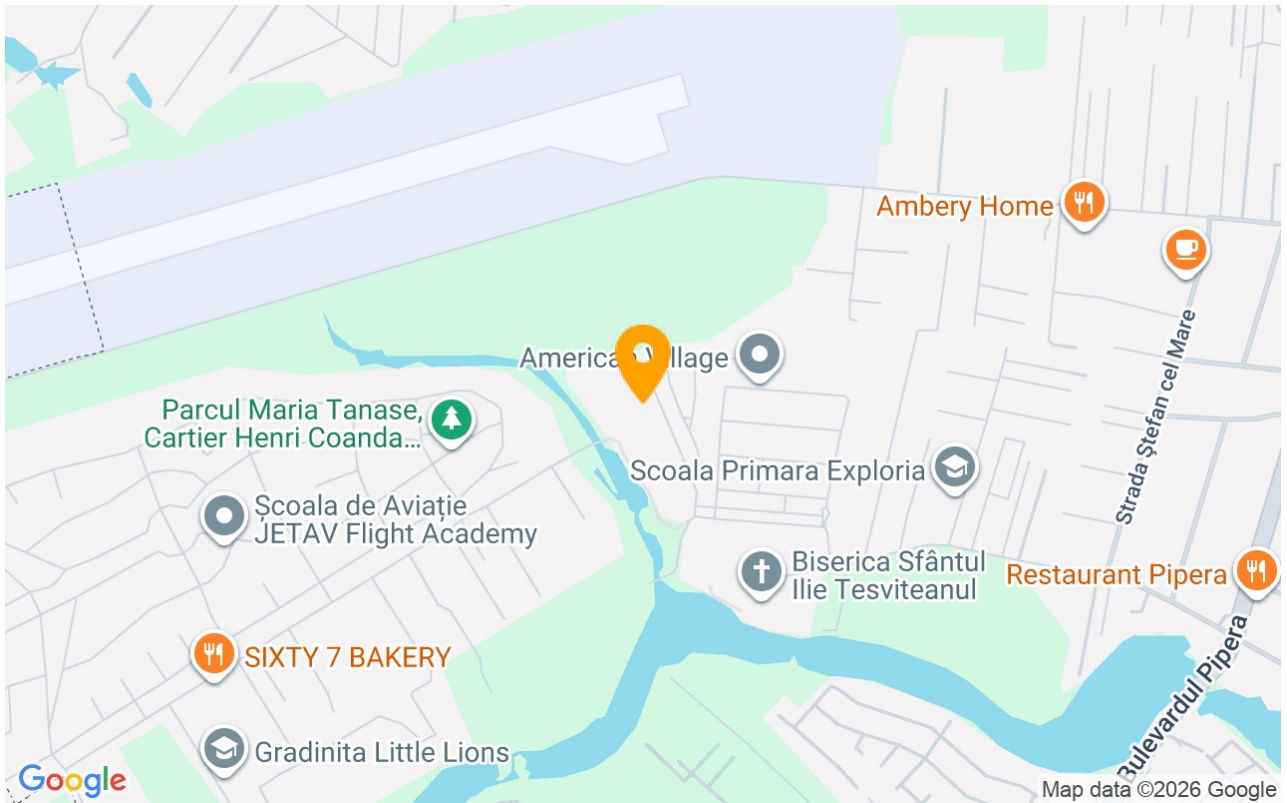 Ambery Home
American Village
Parcul Maria Tanase,
Cartier Henri Coanda...
Strada Ștefan cel Mare
Scoala Primara Exploria
Școala de Aviație
JETAV Flight Academy
Biserica Sfântul
Ilie Tesviteanul
Restaurant Pipera
SIXTY 7 BAKERY
Bulevardul Pipera
Gradinita Little Lions
Google
Map data ©2026 Google